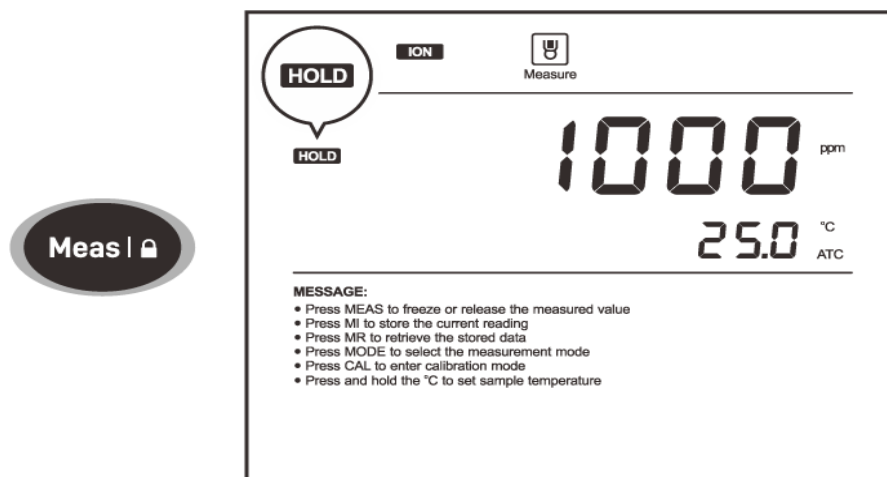 HOLD
ION
Measure
HOLD
1000 ppm
25.0 °C
ATC
Meas
MESSAGE:
• Press MEAS to freeze or release the measured value
• Press MI to store the current reading
• Press MR to retrieve the stored data
• Press MODE to select the measurement mode
• Press CAL to enter calibration mode
• Press and hold the °C to set sample temperature